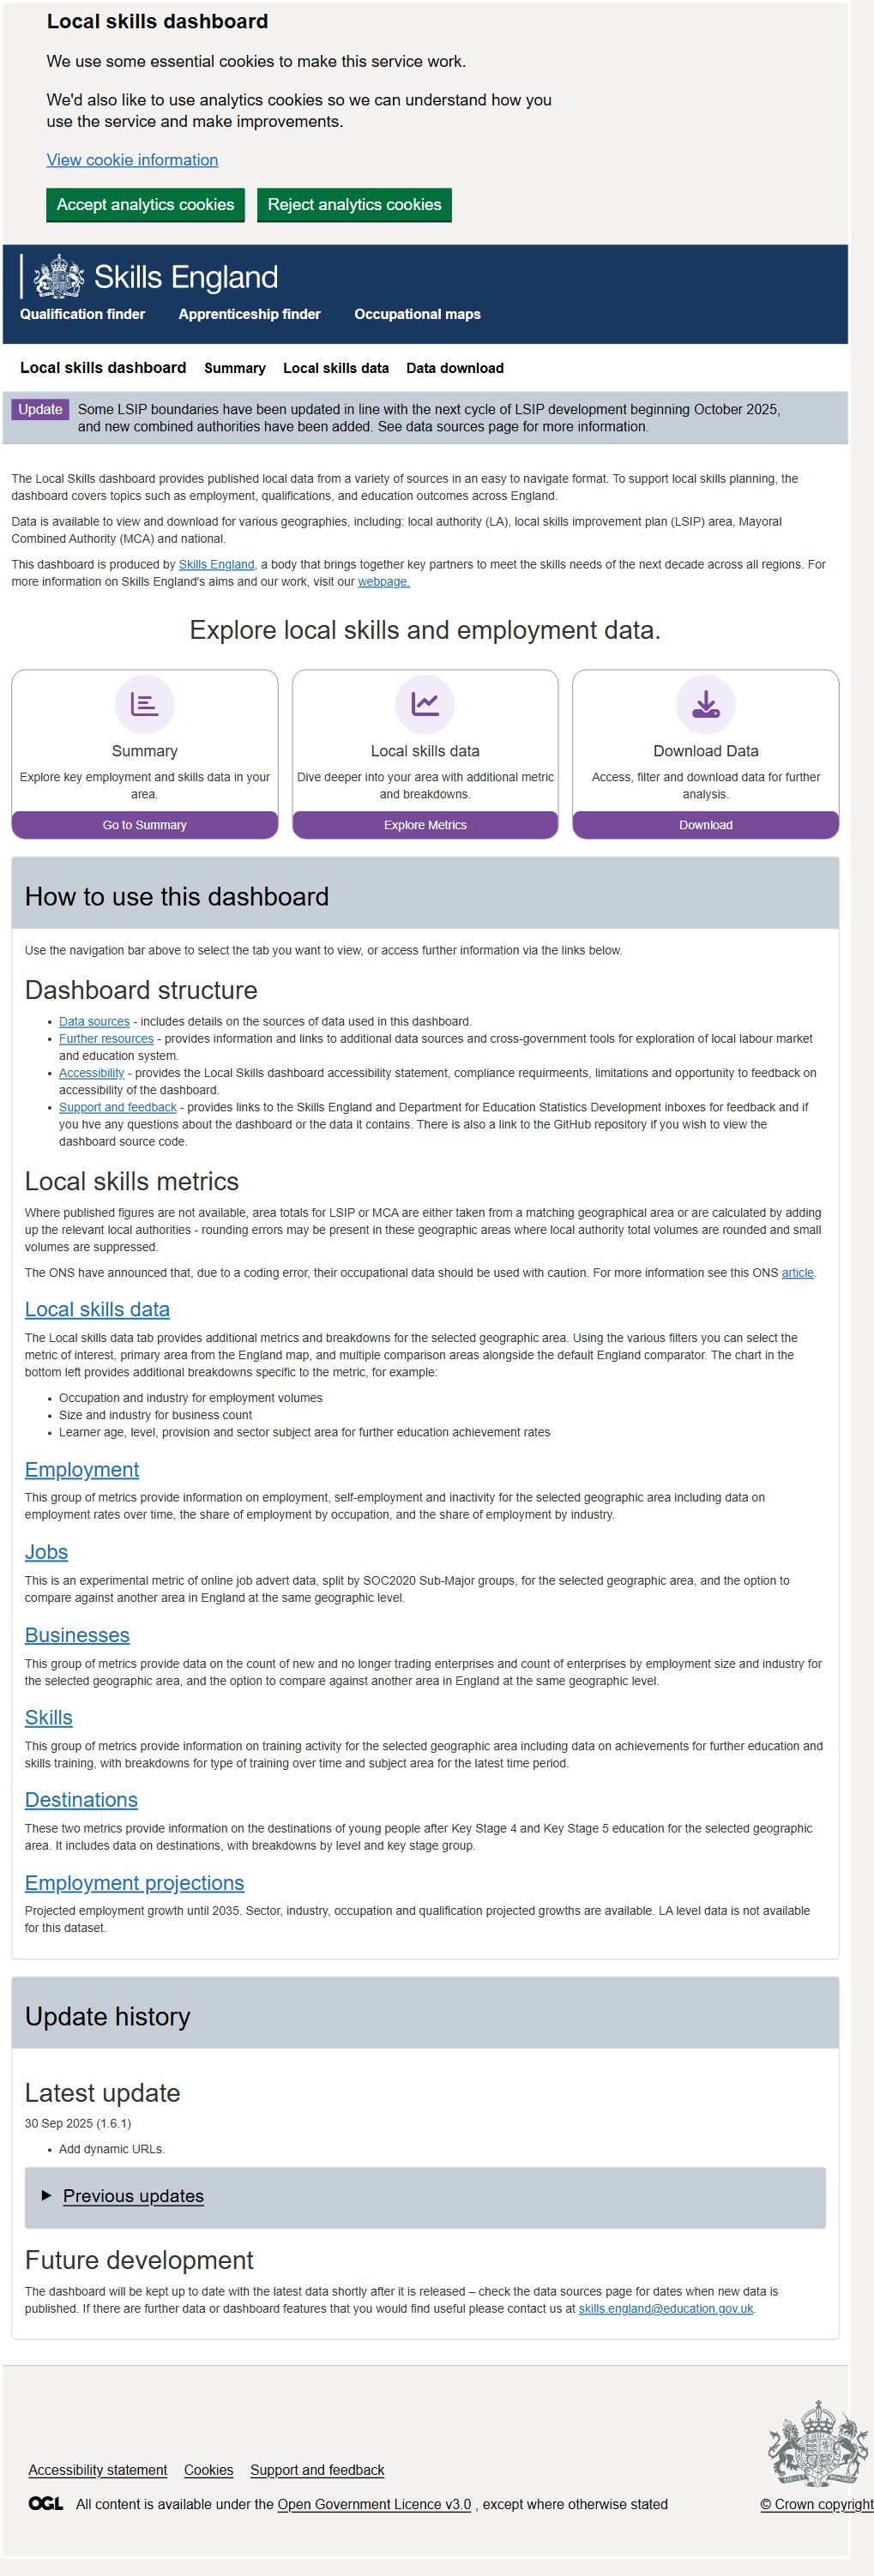 Local skills dashboard
We use some essential cookies to make this service work.
We'd also like to use analytics cookies so we can understand how you
use the service and make improvements.
View cookie information
Accept analytics cookies
Reject analytics cookies
Skills England
Qualification finder
Apprenticeship finder
Occupational maps
Local skills dashboard
Summary
Local skills data
Data download
Update
Some LSIP boundaries have been updated in line with the next cycle of LSIP development beginning October 2025,
and new combined authorities have been added. See data sources page for more information.
The Local Skills dashboard provides published local data from a variety of sources in an easy to navigate format. To support local skills planning, the
dashboard covers topics such as employment, qualifications, and education outcomes across England.
Data is available to view and download for various geographies, including: local authority (LA), local skills improvement plan (LSIP) area, Mayoral
Combined Authority (MCA) and national.
This dashboard is produced by Skills England, a body that brings together key partners to meet the skills needs of the next decade across all regions. For
more information on Skills England's aims and our work, visit our webpage.
Explore local skills and employment data.
Summary
Explore key employment and skills data in your
area.
Go to Summary
Local skills data
Dive deeper into your area with additional metric
and breakdowns.
Explore Metrics
Download Data
Access, filter and download data for further
analysis.
Download
How to use this dashboard
Use the navigation bar above to select the tab you want to view, or access further information via the links below.
Dashboard structure
• Data sources - includes details on the sources of data used in this dashboard.
• Further resources - provides information and links to additional data sources and cross-government tools for exploration of local labour market
and education system.
• Accessibility - provides the Local Skills dashboard accessibility statement, compliance requirmeents, limitations and opportunity to feedback on
accessibility of the dashboard.
• Support and feedback - provides links to the Skills England and Department for Education Statistics Development inboxes for feedback and if
you hve any questions about the dashboard or the data it contains. There is also a link to the GitHub repository if you wish to view the
dashboard source code.
Local skills metrics
Where published figures are not available, area totals for LSIP or MCA are either taken from a matching geographical area or are calculated by adding
up the relevant local authorities - rounding errors may be present in these geographic areas where local authority total volumes are rounded and small
volumes are suppressed.
The ONS have announced that, due to a coding error, their occupational data should be used with caution. For more information see this ONS article.
Local skills data
The Local skills data tab provides additional metrics and breakdowns for the selected geographic area. Using the various filters you can select the
metric of interest, primary area from the England map, and multiple comparison areas alongside the default England comparator. The chart in the
bottom left provides additional breakdowns specific to the metric, for example:
• Occupation and industry for employment volumes
• Size and industry for business count
• Learner age, level, provision and sector subject area for further education achievement rates
Employment
This group of metrics provide information on employment, self-employment and inactivity for the selected geographic area including data on
employment rates over time, the share of employment by occupation, and the share of employment by industry.
Jobs
This is an experimental metric of online job advert data, split by SOC2020 Sub-Major groups, for the selected geographic area, and the option to
compare against another area in England at the same geographic level.
Businesses
This group of metrics provide data on the count of new and no longer trading enterprises and count of enterprises by employment size and industry for
the selected geographic area, and the option to compare against another area in England at the same geographic level.
Skills
This group of metrics provide information on training activity for the selected geographic area including data on achievements for further education and
skills training, with breakdowns for type of training over time and subject area for the latest time period.
Destinations
These two metrics provide information on the destinations of young people after Key Stage 4 and Key Stage 5 education for the selected geographic
area. It includes data on destinations, with breakdowns by level and key stage group.
Employment projections
Projected employment growth until 2035. Sector, industry, occupation and qualification projected growths are available. LA level data is not available
for this dataset.
Update history
Latest update
30 Sep 2025 (1.6.1)
• Add dynamic URLs.
Previous updates
Future development
The dashboard will be kept up to date with the latest data shortly after it is released – check the data sources page for dates when new data is
published. If there are further data or dashboard features that you would find useful please contact us at skills.england@education.gov.uk.
Accessibility statement
Cookies
Support and feedback
OGL All content is available under the Open Government Licence v3.0 , except where otherwise stated
© Crown copyright